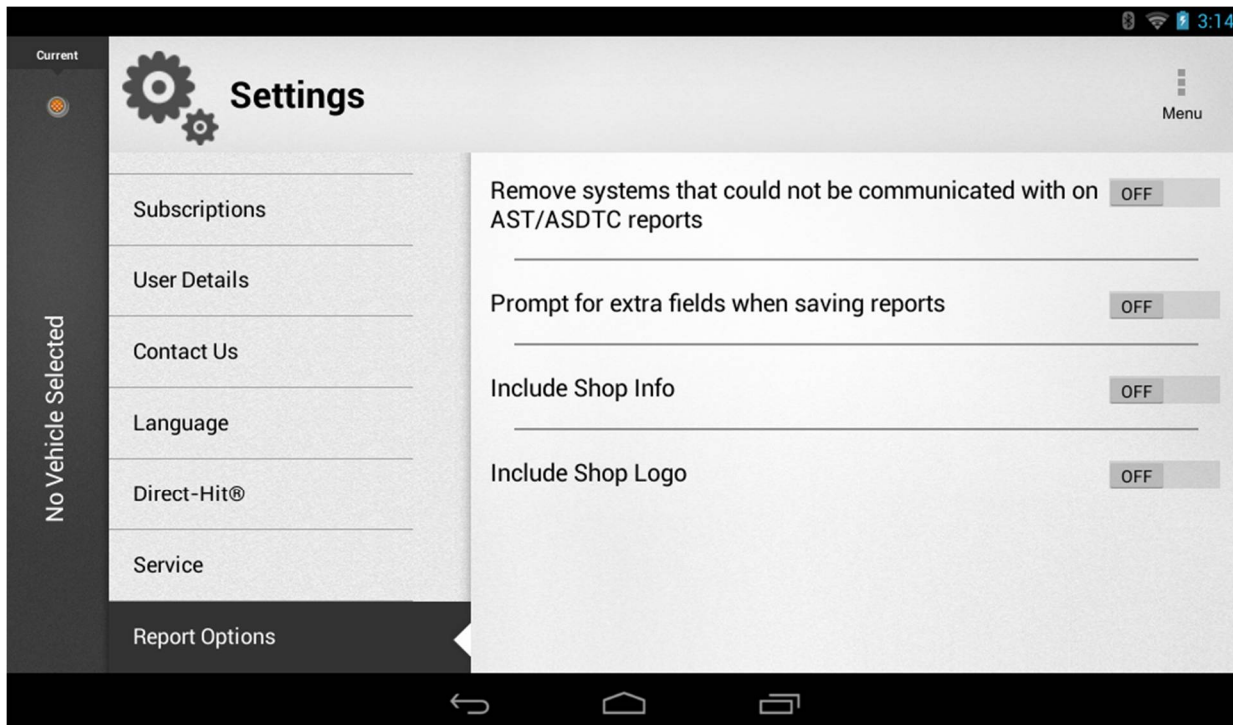 3:14
Current
Settings
Menu
No Vehicle Selected
Subscriptions
User Details
Contact Us
Language
Direct-Hit®
Service
Report Options
Remove systems that could not be communicated with on
AST/ASDTC reports
OFF
Prompt for extra fields when saving reports
OFF
Include Shop Info
OFF
Include Shop Logo
OFF